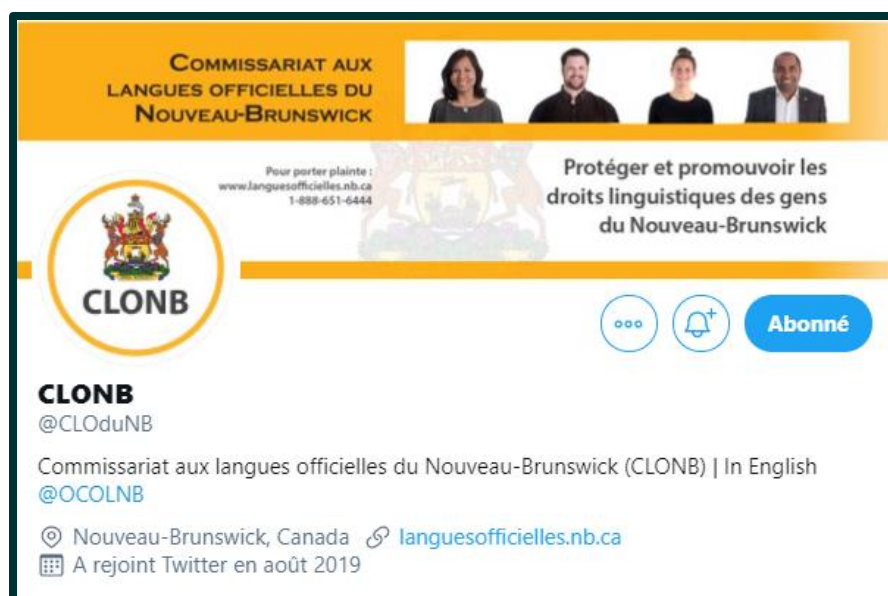 COMMISSARIAT AUX
LANGUES OFFICIELLES DU
NOUVEAU-BRUNSWICK
Pour porter plainte :
www.languesofficielles.nb.ca
1-888-651-6444
Protéger et promouvoir les
droits linguistiques des gens
du Nouveau-Brunswick
CLONB
Abonné
CLONB
@CLOduNB
Commissariat aux langues officielles du Nouveau-Brunswick (CLONB) | In English
@OCOLNB
Nouveau-Brunswick, Canada languesofficielles.nb.ca
A rejoint Twitter en août 2019